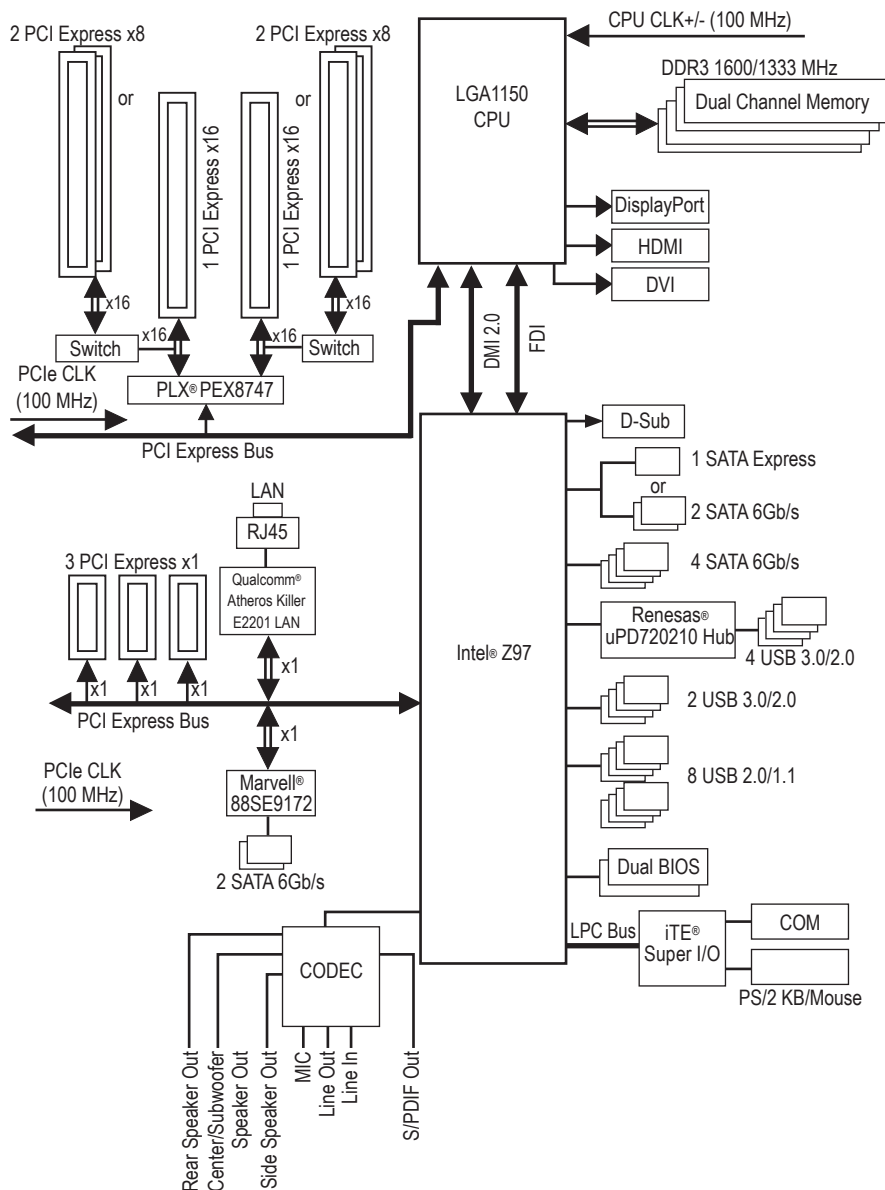 2 PCI Express x8
2 PCI Express x8
or
or
1 PCI Express x16
1 PCI Express x16
x16
x16
x16
x16
Switch
Switch
PCIe CLK
(100 MHz)
PLX® PEX8747
PCI Express Bus
CPU CLK+/- (100 MHz)
LGA1150
CPU
DDR3 1600/1333 MHz
Dual Channel Memory
DisplayPort
HDMI
DVI
DMI 2.0
FDI
D-Sub
1 SATA Express
or
2 SATA 6Gb/s
4 SATA 6Gb/s
Renesas®
uPD720210 Hub
4 USB 3.0/2.0
Intel® Z97
2 USB 3.0/2.0
8 USB 2.0/1.1
Dual BIOS
LPC Bus
iTE®
Super I/O
COM
PS/2 KB/Mouse
LAN
RJ45
Qualcomm®
Atheros Killer
E2201 LAN
3 PCI Express x1
x1
x1
x1
x1
PCI Express Bus
x1
PCIe CLK
(100 MHz)
Marvell®
88SE9172
2 SATA 6Gb/s
CODEC
Rear Speaker Out
Center/Subwoofer
Speaker Out
Side Speaker Out
MIC
Line Out
Line In
S/PDIF Out